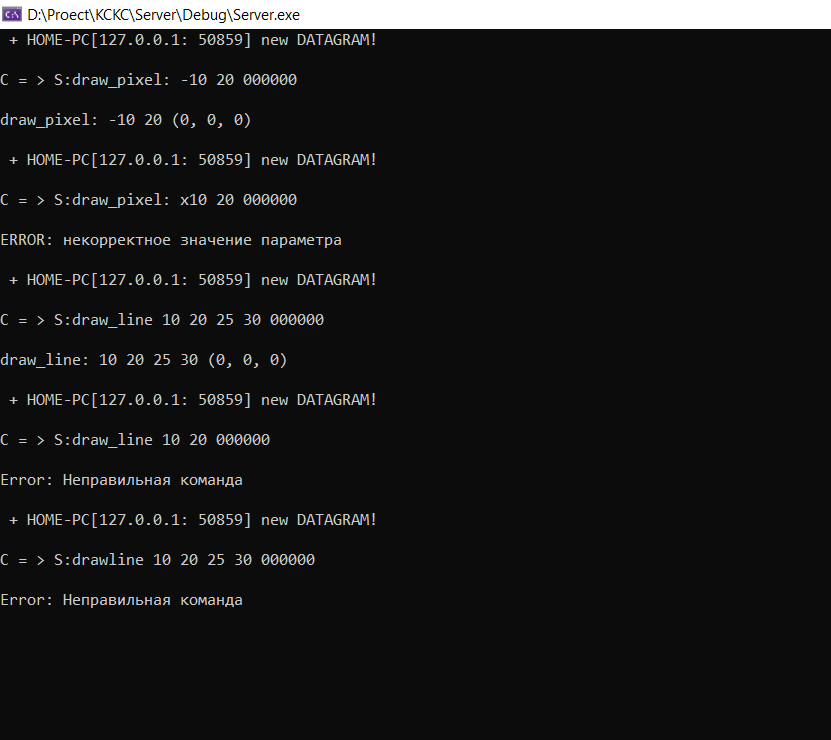 D:\Proect\KCKC\Server\Debug\Server.exe
+ HOME-PC[127.0.0.1: 50859] new DATAGRAM!
C = > S:draw_pixel: -10 20 000000
draw_pixel: -10 20 (0, 0, 0)
+ HOME-PC[127.0.0.1: 50859] new DATAGRAM!
C = > S:draw_pixel: x10 20 000000
ERROR: некорректное значение параметра
+ HOME-PC[127.0.0.1: 50859] new DATAGRAM!
C = > S:draw_line 10 20 25 30 000000
draw_line: 10 20 25 30 (0, 0, 0)
+ HOME-PC[127.0.0.1: 50859] new DATAGRAM!
C = > S:draw_line 10 20 000000
Error: Неправильная команда
+ HOME-PC[127.0.0.1: 50859] new DATAGRAM!
C = > S:drawline 10 20 25 30 000000
Error: Неправильная команда